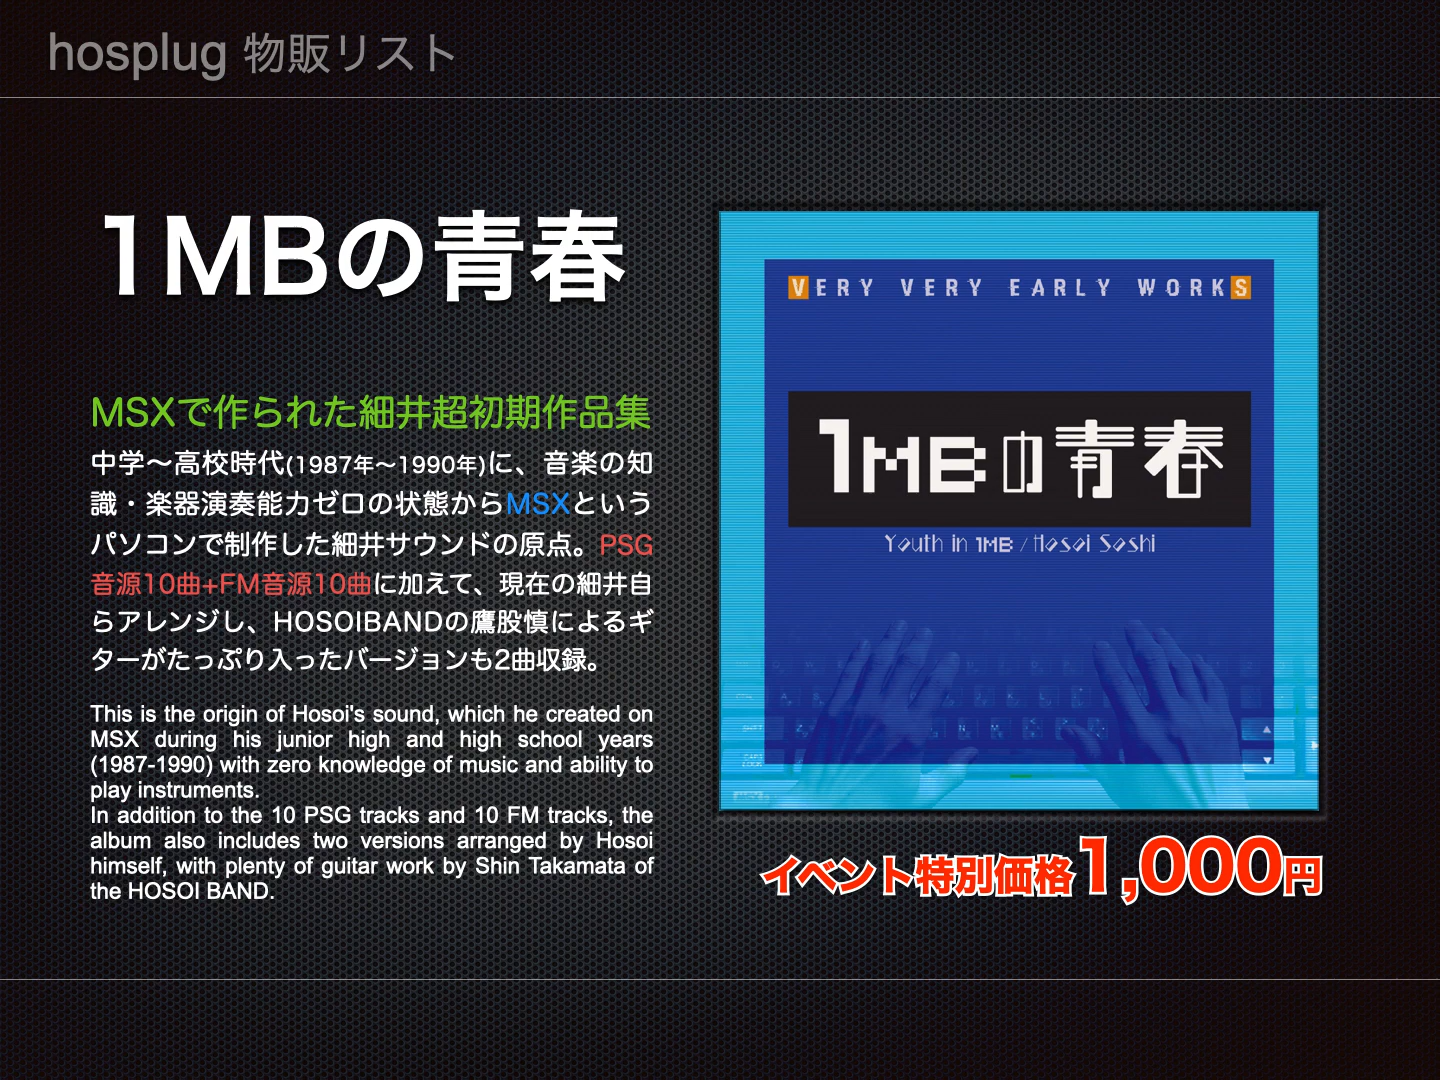 hosplug 物販リスト
1MBの青春
MSXで作られた細井超初期作品集
中学〜高校時代(1987年〜1990年)に、音楽の知
識・楽器演奏能力ゼロの状態からMSXという
パソコンで制作した細井サウンドの原点。PSG
音源10曲+FM音源10曲に加えて、現在の細井自
らアレンジし、HOSOIBANDの鷹股慎によるギ
ターがたっぷり入ったバージョンも2曲収録。
This is the origin of Hosoi's sound, which he created on
MSX during his junior high and high school years
(1987-1990) with zero knowledge of music and ability to
play instruments.
In addition to the 10 PSG tracks and 10 FM tracks, the
album also includes two versions arranged by Hosoi
himself, with plenty of guitar work by Shin Takamata of
the HOSOI BAND.
VERY VERY EARLY WORKS
1MBの青春
Youth in 1MB / Hosoi Soshi
イベント特別価格1,000円